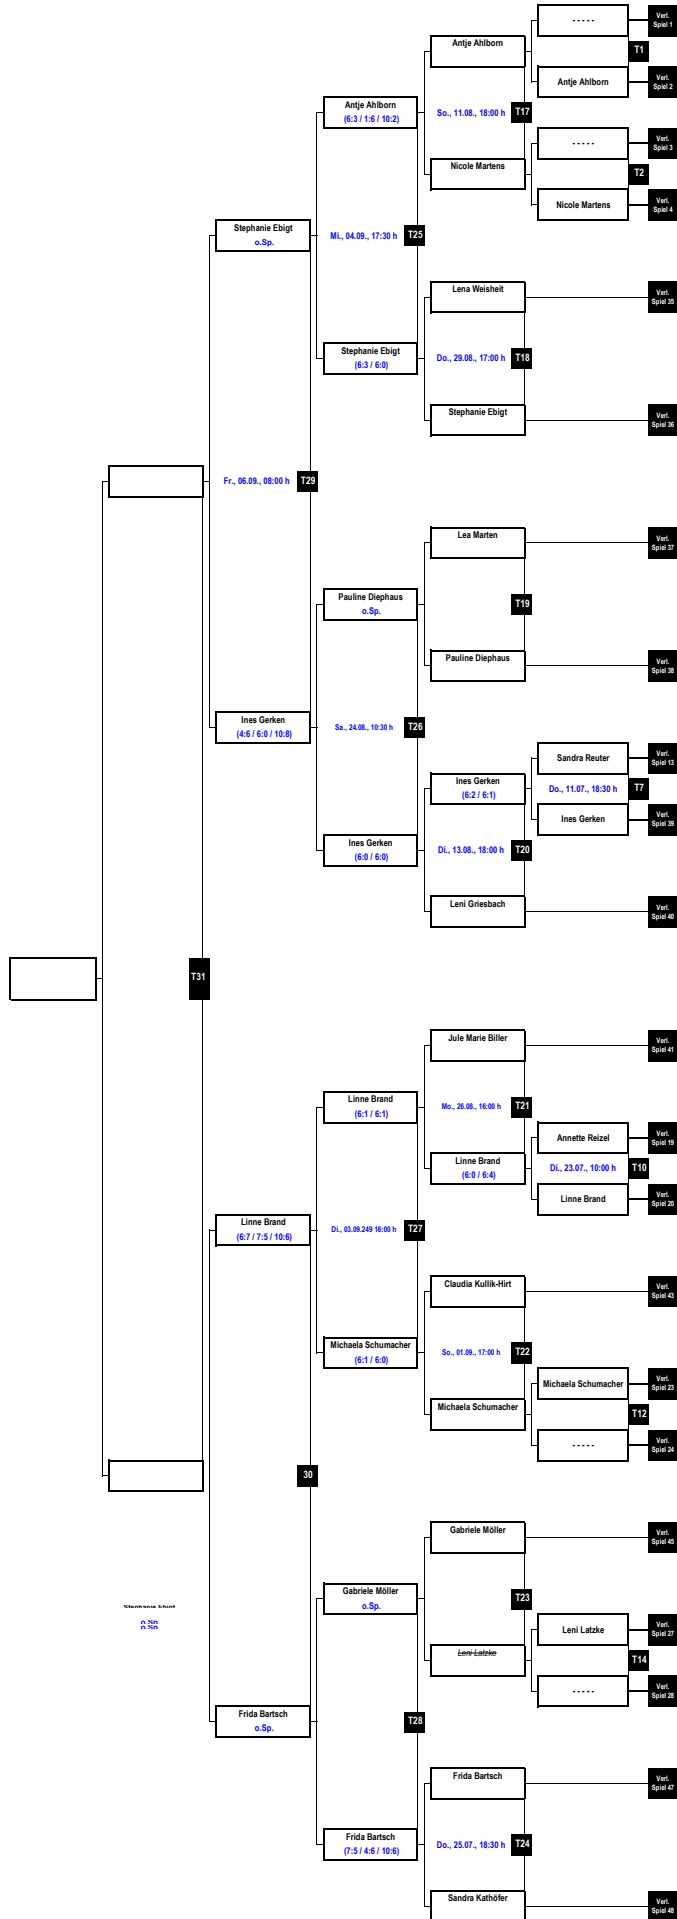 - - - - -
Verl.
Spiel 1
Antje Ahlborn
T1
Antje Ahlborn
Verl.
Spiel 2
Antje Ahlborn
(6:3 / 1:6 / 10:2)
So., 11.08., 18:00 h
T17
- - - - -
Verl.
Spiel 3
Nicole Martens
T2
Nicole Martens
Verl.
Spiel 4
Stephanie Ebigt
o.Sp.
Mi., 04.09., 17:30 h
T25
Lena Weisheit
Verl.
Spiel 35
Stephanie Ebigt
(6:3 / 6:0)
Do., 29.08., 17:00 h
T18
Stephanie Ebigt
Verl.
Spiel 36
Fr., 06.09., 08:00 h
T29
Lea Marten
Verl.
Spiel 37
Pauline Diephaus
o.Sp.
T19
Pauline Diephaus
Verl.
Spiel 38
Ines Gerken
(4:6 / 6:0 / 10:8)
Sa., 24.08., 10:30 h
T26
Sandra Reuter
Verl.
Spiel 13
Ines Gerken
(6:2 / 6:1)
Do., 11.07., 18:30 h
T7
Ines Gerken
Verl.
Spiel 39
Ines Gerken
(6:0 / 6:0)
Di., 13.08., 18:00 h
T20
Leni Griesbach
Verl.
Spiel 40
T31
Jule Marie Biller
Verl.
Spiel 41
Linne Brand
(6:1 / 6:1)
Mo., 26.08., 16:00 h
T21
Annette Reizel
Verl.
Spiel 19
Linne Brand
(6:0 / 6:4)
Di., 23.07., 10:00 h
T10
Linne Brand
Verl.
Spiel 20
Linne Brand
(6:7 / 7:5 / 10:6)
Di., 03.09.249 16:00 h
T27
Claudia Kullik-Hirt
Verl.
Spiel 43
Michaela Schumacher
(6:1 / 6:0)
So., 01.09., 17:00 h
T22
Michaela Schumacher
Verl.
Spiel 23
Michaela Schumacher
T12
- - - - -
Verl.
Spiel 24
30
Gabriele Möller
Verl.
Spiel 45
Gabriele Möller
o.Sp.
T23
Stephanie Ebigt
o.Sp.
o.Sp.
Leni Latzke
Verl.
Spiel 27
Leni Latzke
T14
- - - - -
Verl.
Spiel 28
Frida Bartsch
o.Sp.
T28
Frida Bartsch
Verl.
Spiel 47
Frida Bartsch
(7:5 / 4:6 / 10:6)
Do., 25.07., 18:30 h
T24
Sandra Kathöfer
Verl.
Spiel 48